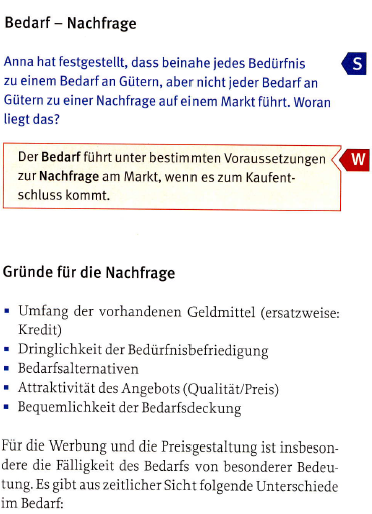 Bedarf – Nachfrage
Anna hat festgestellt, dass beinahe jedes Bedürfnis
zu einem Bedarf an Gütern, aber nicht jeder Bedarf an
Gütern zu einer Nachfrage auf einem Markt führt. Woran
liegt das?
S
Der Bedarf führt unter bestimmten Voraussetzungen
zur Nachfrage am Markt, wenn es zum Kaufent-
schluss kommt.
W
Gründe für die Nachfrage
▪ Umfang der vorhandenen Geldmittel (ersatzweise:
Kredit)
▪ Dringlichkeit der Bedürfnisbefriedigung
▪ Bedarfsalternativen
▪ Attraktivität des Angebots (Qualität/Preis)
▪ Bequemlichkeit der Bedarfsdeckung
Für die Werbung und die Preisgestaltung ist insbeson-
dere die Fälligkeit des Bedarfs von besonderer Bedeu-
tung. Es gibt aus zeitlicher Sicht folgende Unterschiede
im Bedarf: